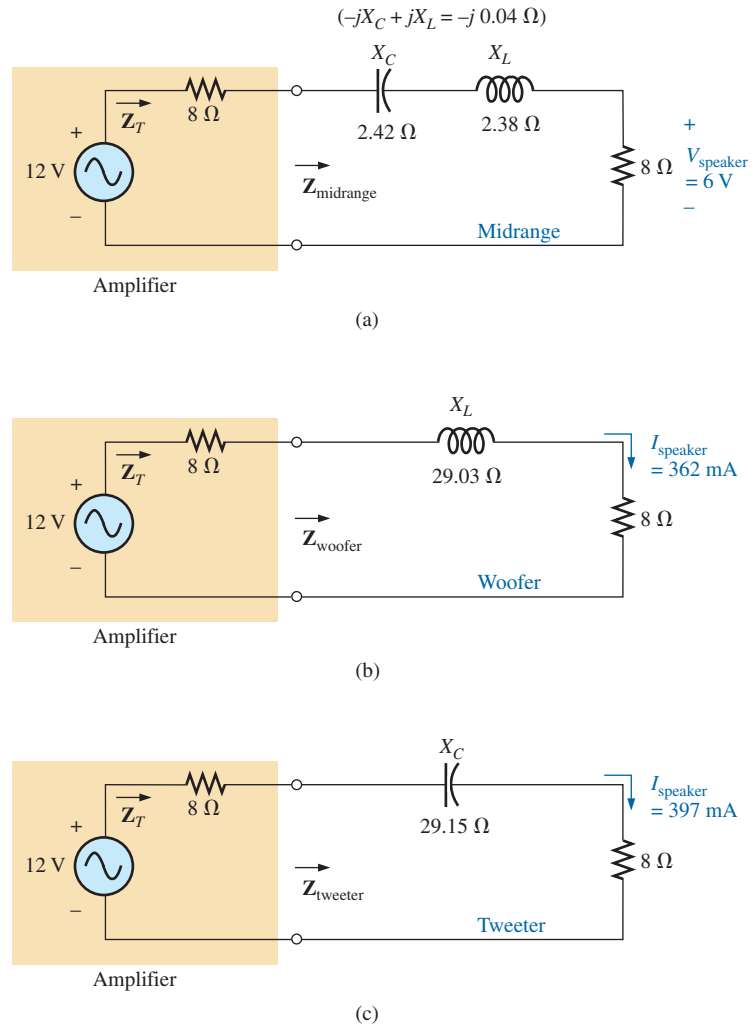 (–jX_C + jX_L = –j 0.04 Ω)
X_C
X_L
Z_T
8 Ω
2.42 Ω
2.38 Ω
+
12 V
–
Z_midrange
8 Ω
+
V_speaker
= 6 V
–
Midrange
Amplifier
(a)
X_L
Z_T
8 Ω
29.03 Ω
I_speaker
= 362 mA
+
12 V
–
Z_woofer
8 Ω
Woofer
Amplifier
(b)
X_C
Z_T
8 Ω
29.15 Ω
I_speaker
= 397 mA
+
12 V
–
Z_tweeter
8 Ω
Tweeter
Amplifier
(c)